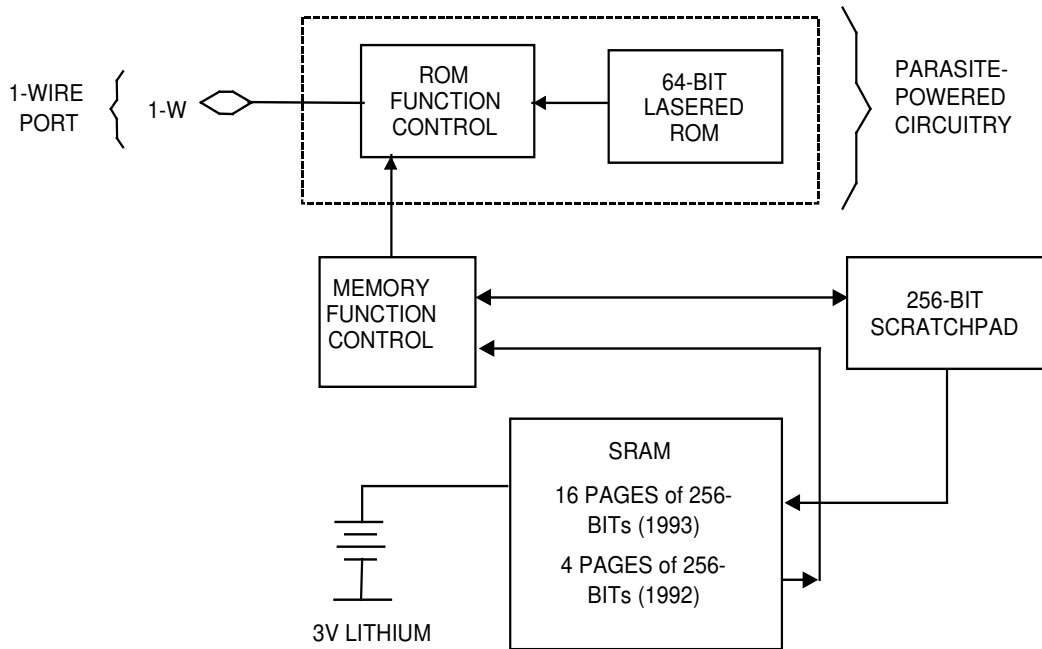 1-WIRE
PORT
1-W
ROM
FUNCTION
CONTROL
64-BIT
LASERED
ROM
PARASITE-
POWERED
CIRCUITRY
MEMORY
FUNCTION
CONTROL
256-BIT
SCRATCHPAD
SRAM
16 PAGES of 256-
BITs (1993)
4 PAGES of 256-
BITs (1992)
3V LITHIUM